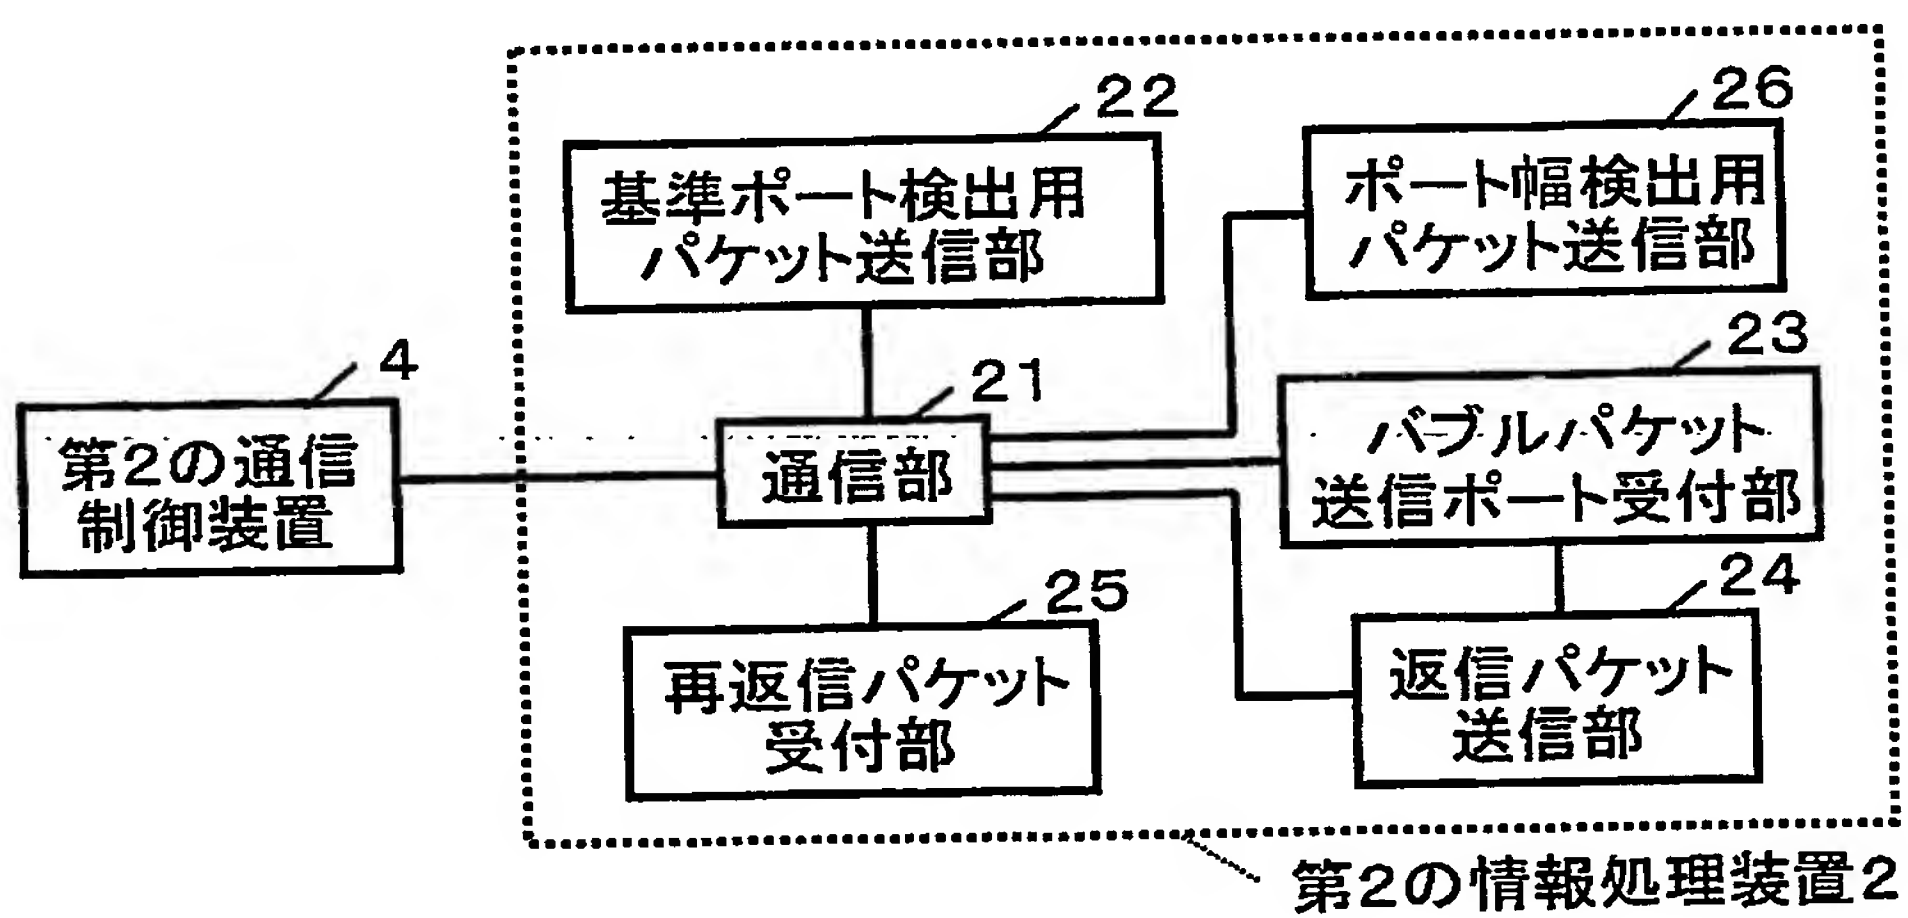 22
基準ポート検出用
パケット送信部
26
ポート幅検出用
パケット送信部
4
第2の通信
制御装置
21
通信部
23
バブルパケット
送信ポート受付部
25
再返信パケット
受付部
24
返信パケット
送信部
第2の情報処理装置2